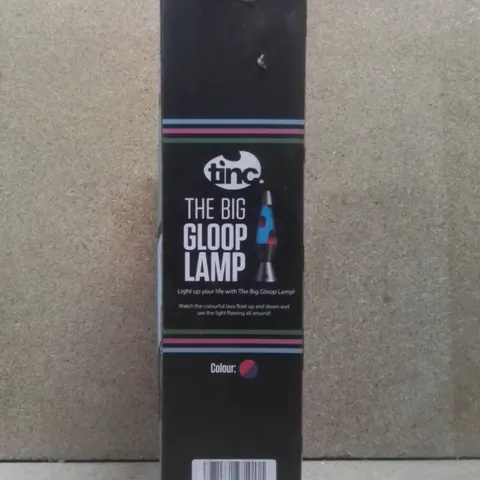 tinc.
THE BIG
GLOOP
LAMP
Light up your life with The Big Gloop Lamp!
Watch the colourful lava float up and down and
see the light flowing all around!
Colour: